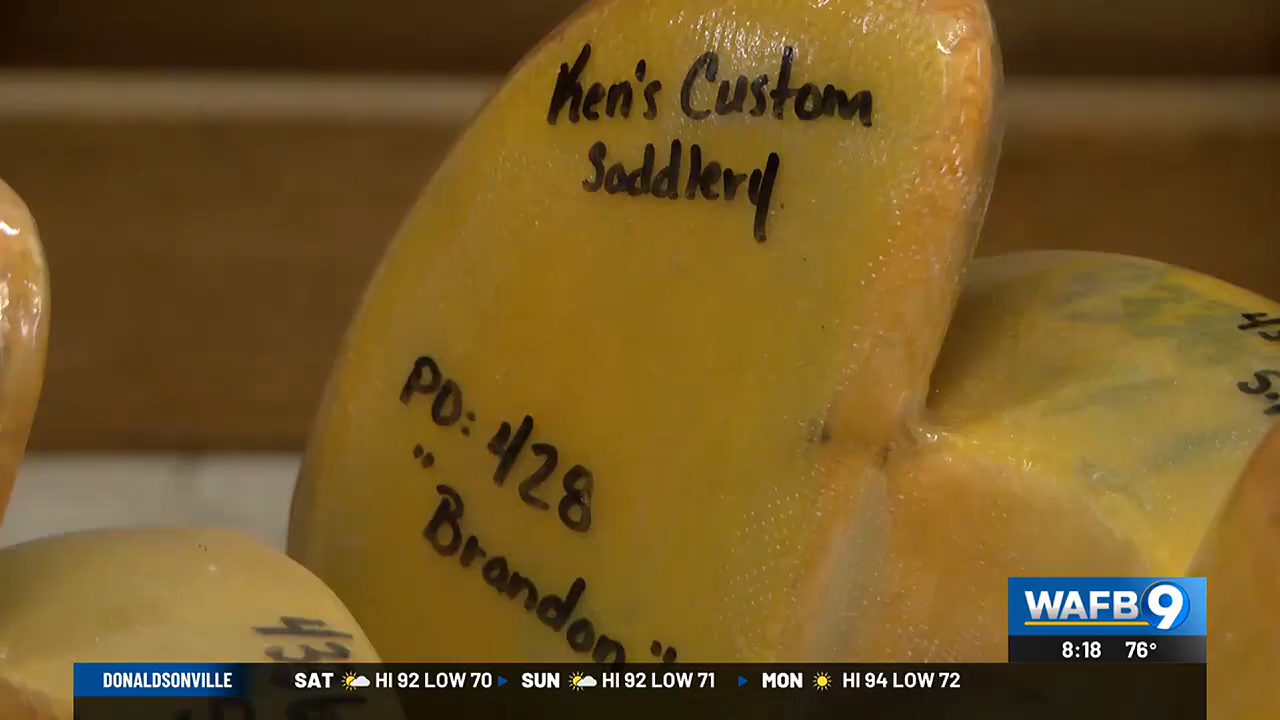 Ken's Custom
Saddlery
PO: 428
"Brandon"
WAFB 9
8:18 76°
DONALDSONVILLE SAT HI 92 LOW 70 SUN HI 92 LOW 71 MON HI 94 LOW 72